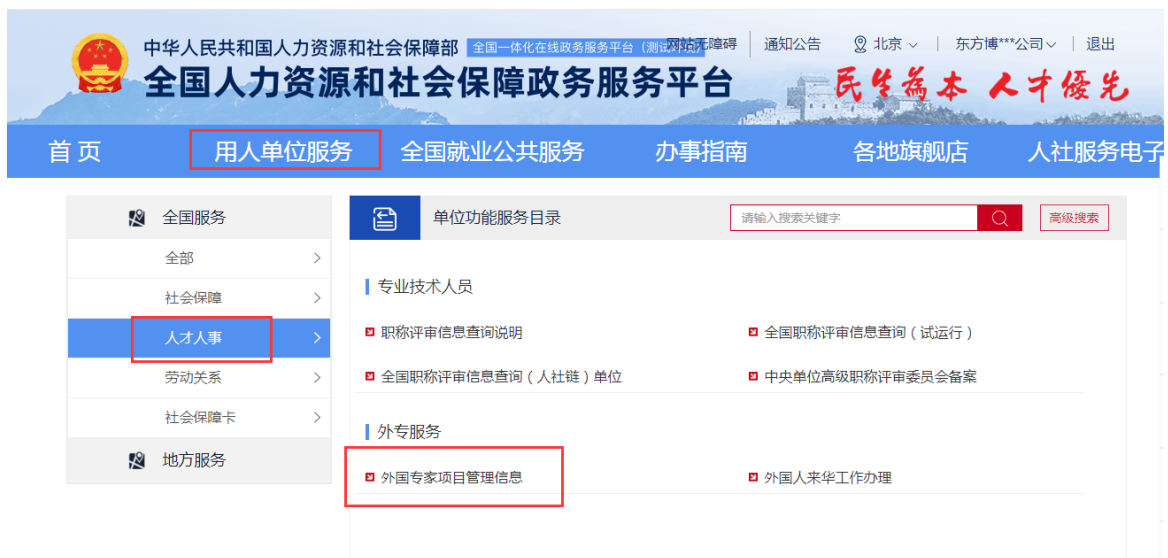 中华人民共和国人力资源和社会保障部 全国一体化在线政务服务平台（测试环境） 网站无障碍 通知公告 北京 东方博***公司 退出
全国人力资源和社会保障政务服务平台
民生为本 人才優先
首页 用人单位服务 全国就业公共服务 办事指南 各地旗舰店 人社服务电子
全国服务
全部
社会保障
人才人事
劳动关系
社会保障卡
地方服务
单位功能服务目录 请输入搜索关键字 高级搜索
专业技术人员
职称评审信息查询说明 全国职称评审信息查询（试运行）
全国职称评审信息查询（人社链）单位 中央单位高级职称评审委员会备案
外专服务
外国专家项目管理信息 外国人来华工作办理